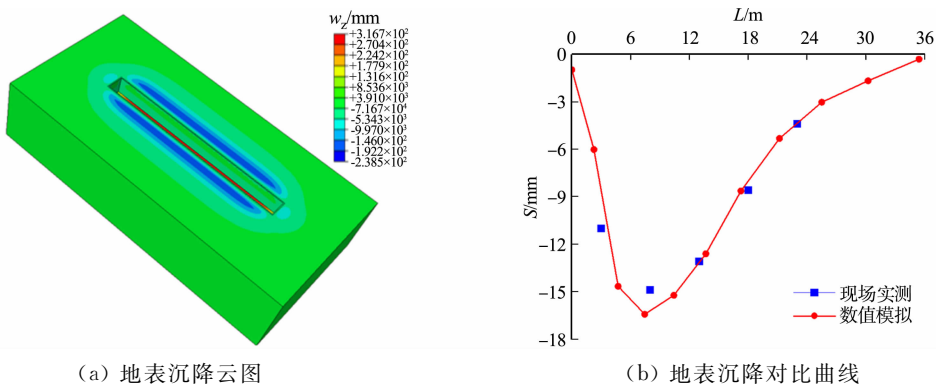 w_z/mm
+3.167×10²
+2.704×10²
+2.242×10²
+1.779×10²
+1.316×10²
+8.536×10³
+3.910×10³
-7.167×10⁴
-5.343×10³
-9.970×10³
-1.460×10²
-1.922×10²
-2.385×10²
(a) 地表沉降云图
L/m
0 6 12 18 24 30 36
0
-3
-6
-9
-12
-15
-18
S/mm
现场实测
数值模拟
(b) 地表沉降对比曲线